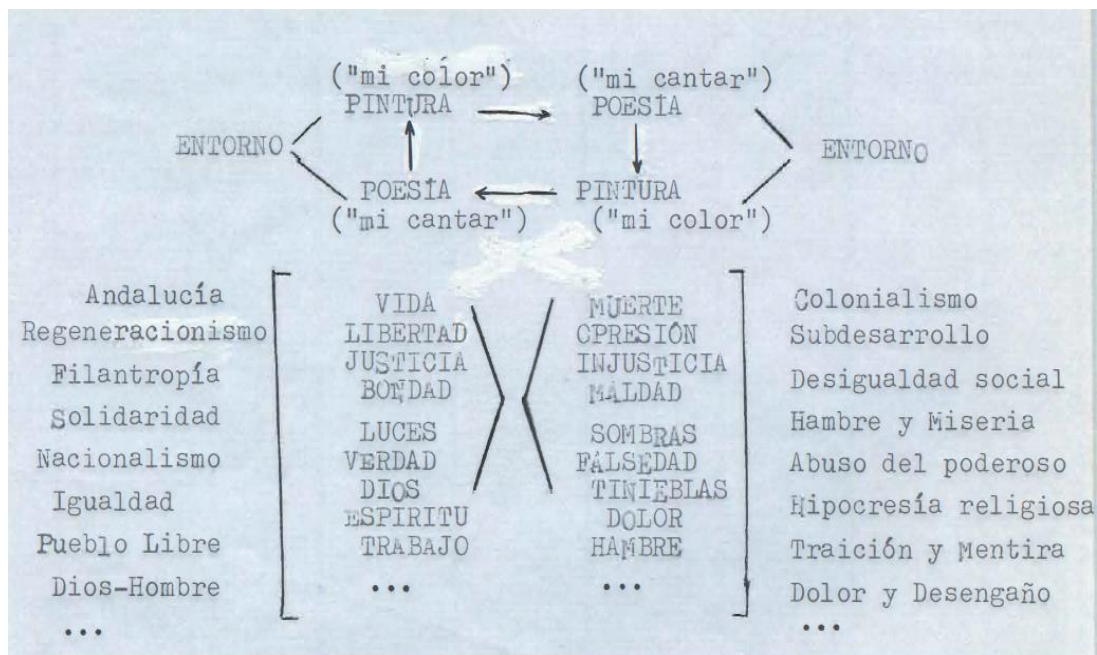 ("mi color") ("mi cantar")
PINTURA POESÍA
ENTORNO ENTORNO
POESÍA PINTURA
("mi cantar") ("mi color")
Andalucía VIDA MUERTE Colonialismo
Regeneracionismo LIBERTAD CPRESIÓN Subdesarrollo
JUSTICIA INJUSTICIA
Filantropía BONDAD MALDAD Desigualdad social
Solidaridad LUCES SOMBRAS Hambre y Miseria
Nacionalismo VERDAD FALSEDAD Abuso del poderoso
Igualdad DIOS TINIEBLAS Hipocresía religiosa
ESPIRITU DOLOR
Pueblo Libre TRABAJO HAMBRE Traición y Mentira
Dios-Hombre ... ... Dolor y Desengaño
... ...